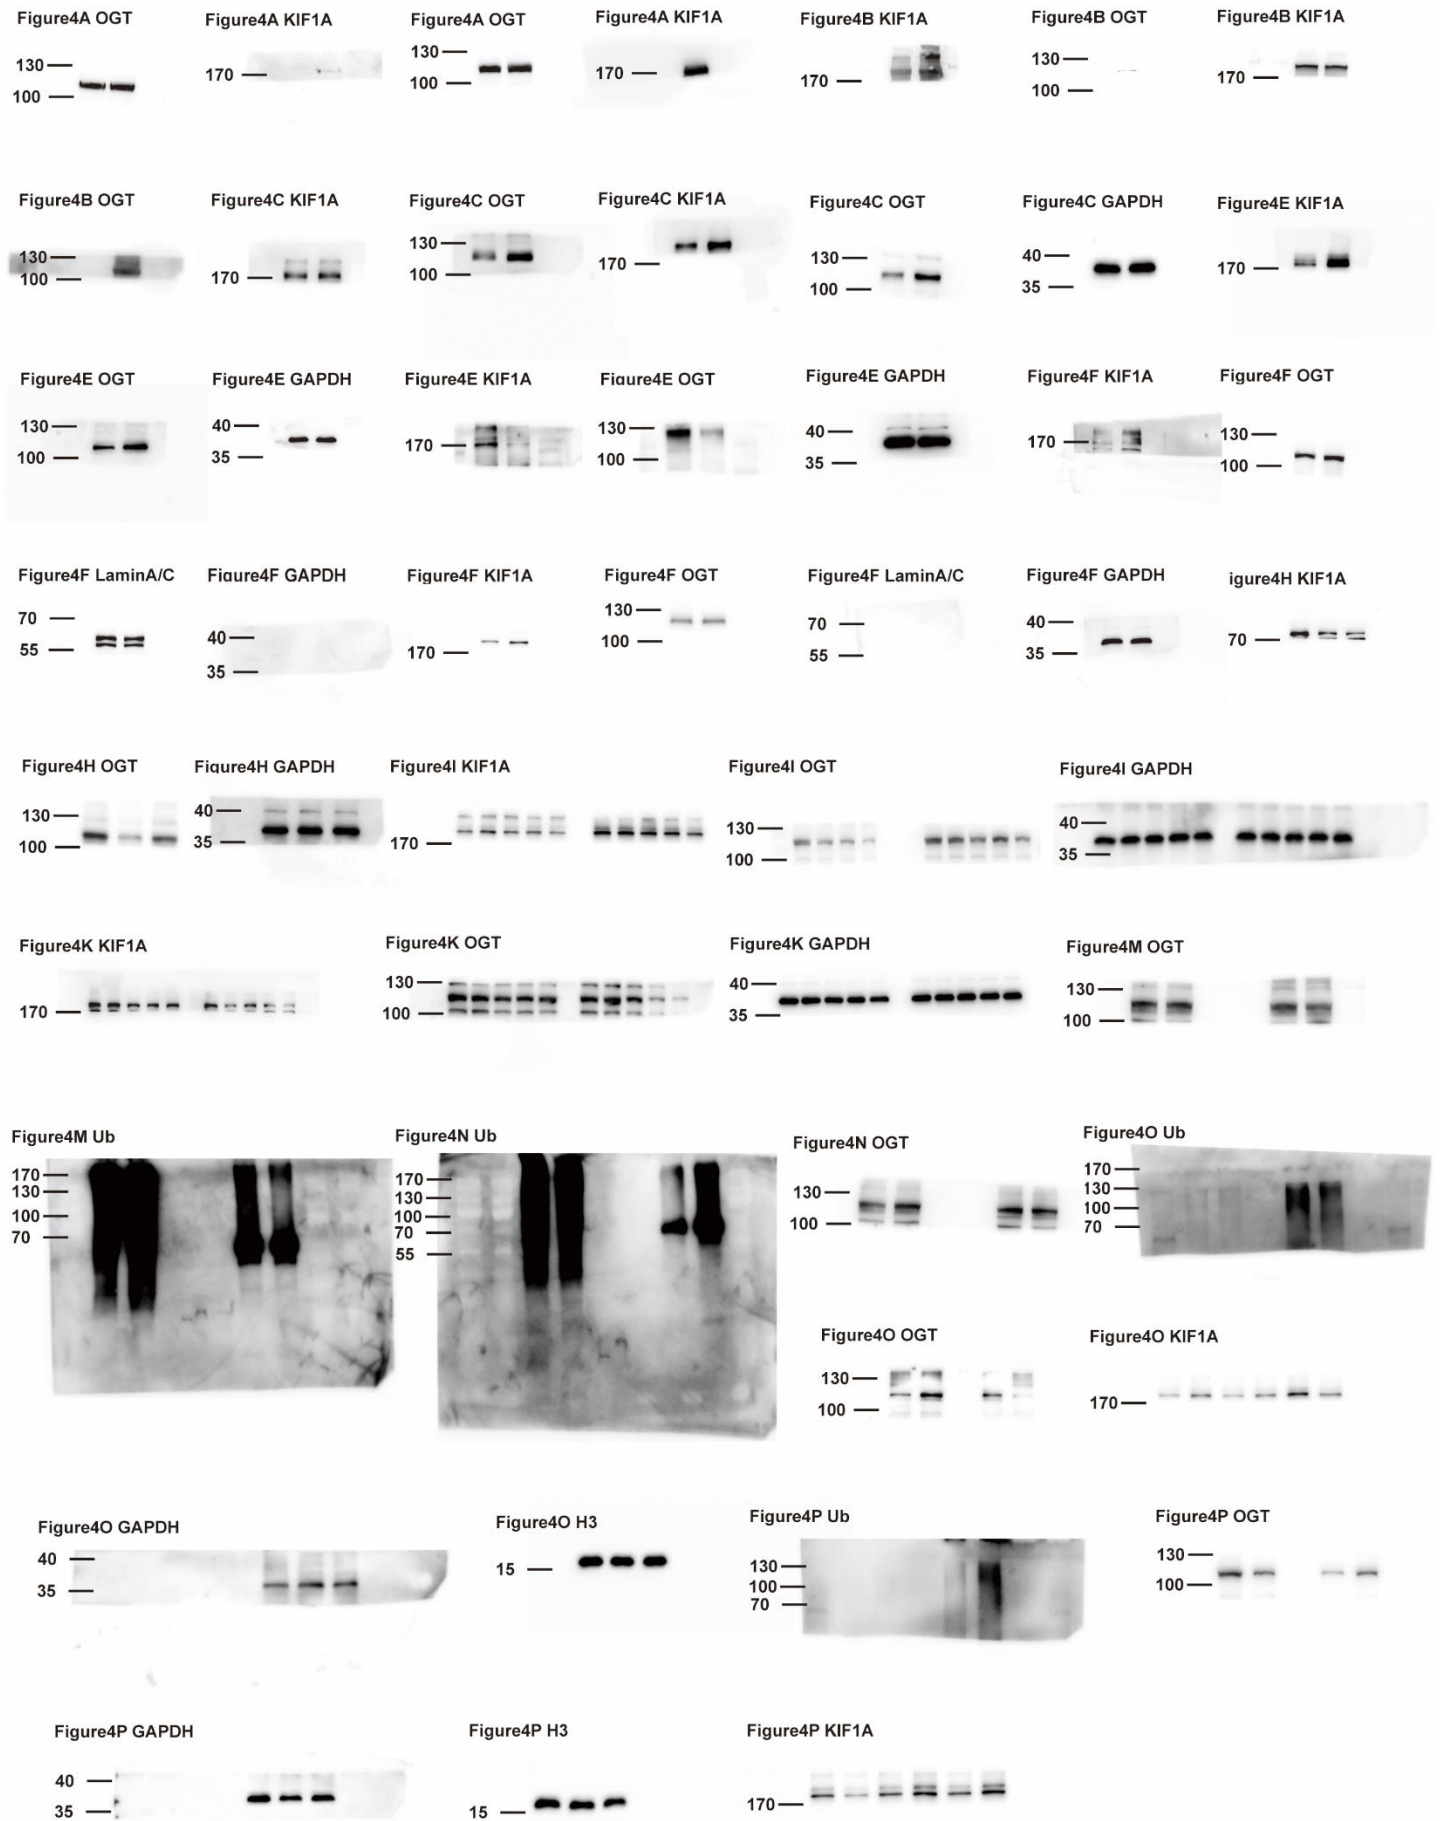 Figure4A OGT
130
100
Figure4A KIF1A
170
Figure4A OGT
130
100
Figure4A KIF1A
170
Figure4B KIF1A
170
Figure4B OGT
130
100
Figure4B KIF1A
170
Figure4B OGT
130
100
Figure4C KIF1A
170
Figure4C OGT
130
100
Figure4C KIF1A
170
Figure4C OGT
130
100
Figure4C GAPDH
40
35
Figure4E KIF1A
170
Figure4E OGT
130
100
Figure4E GAPDH
40
35
Figure4E KIF1A
170
Figure4E OGT
130
100
Figure4E GAPDH
40
35
Figure4F KIF1A
170
Figure4F OGT
130
100
Figure4F LaminA/C
70
55
Figure4F GAPDH
40
35
Figure4F KIF1A
170
Figure4F OGT
130
100
Figure4F LaminA/C
70
55
Figure4F GAPDH
40
35
igure4H KIF1A
70
Figure4H OGT
130
100
Figure4H GAPDH
40
35
Figure4I KIF1A
170
Figure4I OGT
130
100
Figure4I GAPDH
40
35
Figure4K KIF1A
170
Figure4K OGT
130
100
Figure4K GAPDH
40
35
Figure4M OGT
130
100
Figure4M Ub
170
130
100
70
Figure4N Ub
170
130
100
70
55
Figure4N OGT
130
100
Figure4O Ub
170
130
100
70
Figure4O OGT
130
100
Figure4O KIF1A
170
Figure4O GAPDH
40
35
Figure4O H3
15
Figure4P Ub
130
100
70
Figure4P OGT
130
100
Figure4P GAPDH
40
35
Figure4P H3
15
Figure4P KIF1A
170